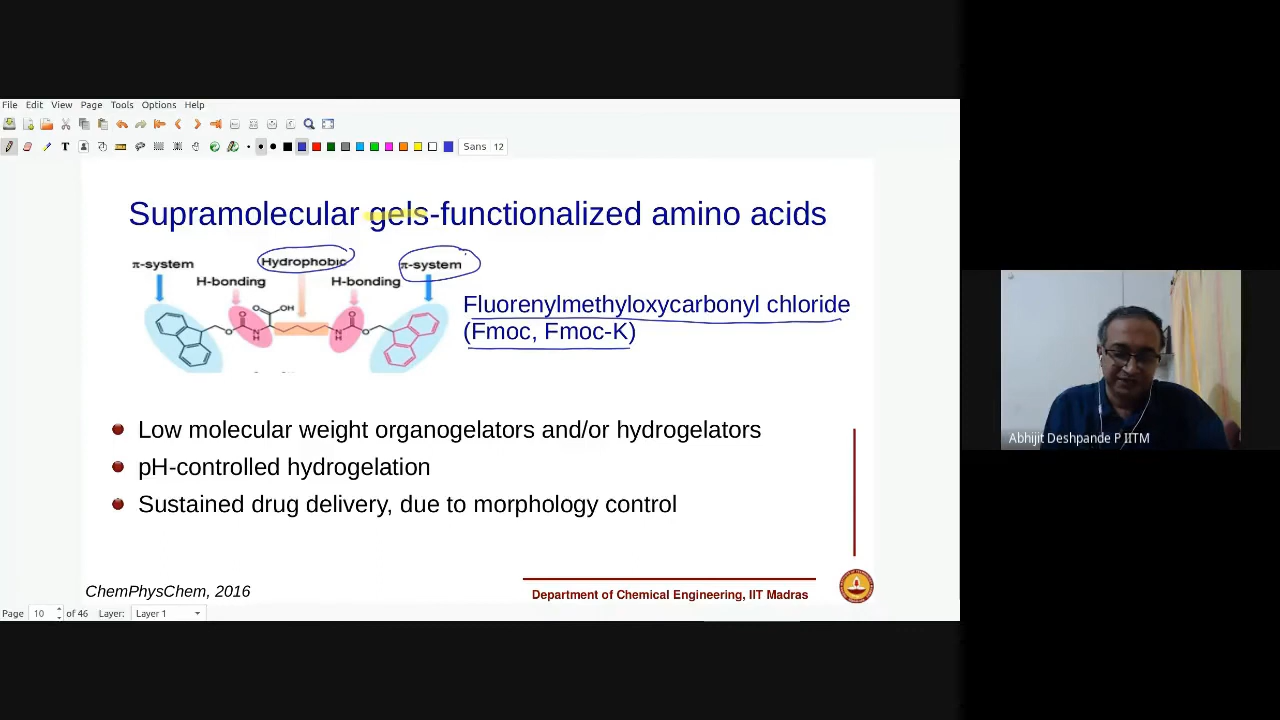 File Edit View Page Tools Options Help
Sans 12
Supramolecular gels-functionalized amino acids
π-system
Hydrophobic
π-system
H-bonding
H-bonding
O
OH
O
O
O
N
H
N
H
O
Fluorenylmethyloxycarbonyl chloride
(Fmoc, Fmoc-K)
Low molecular weight organogelators and/or hydrogelators
pH-controlled hydrogelation
Sustained drug delivery, due to morphology control
ChemPhysChem, 2016
Department of Chemical Engineering, IIT Madras
Page 10 of 46 Layer: Layer 1
Abhijit Deshpande P IITM